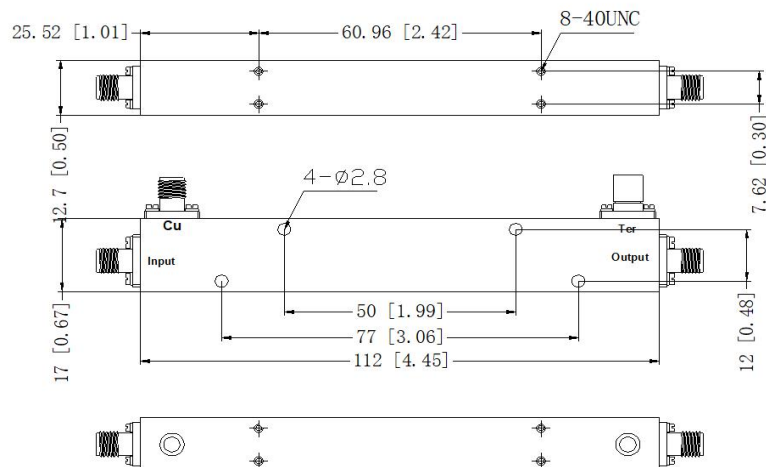 25.52 [1.01]
60.96 [2.42]
8-40UNC
12.7 [0.50]
7.62 [0.30]
4-Ø2.8
Cu
Ter
Input
Output
17 [0.67]
50 [1.99]
77 [3.06]
112 [4.45]
12 [0.48]